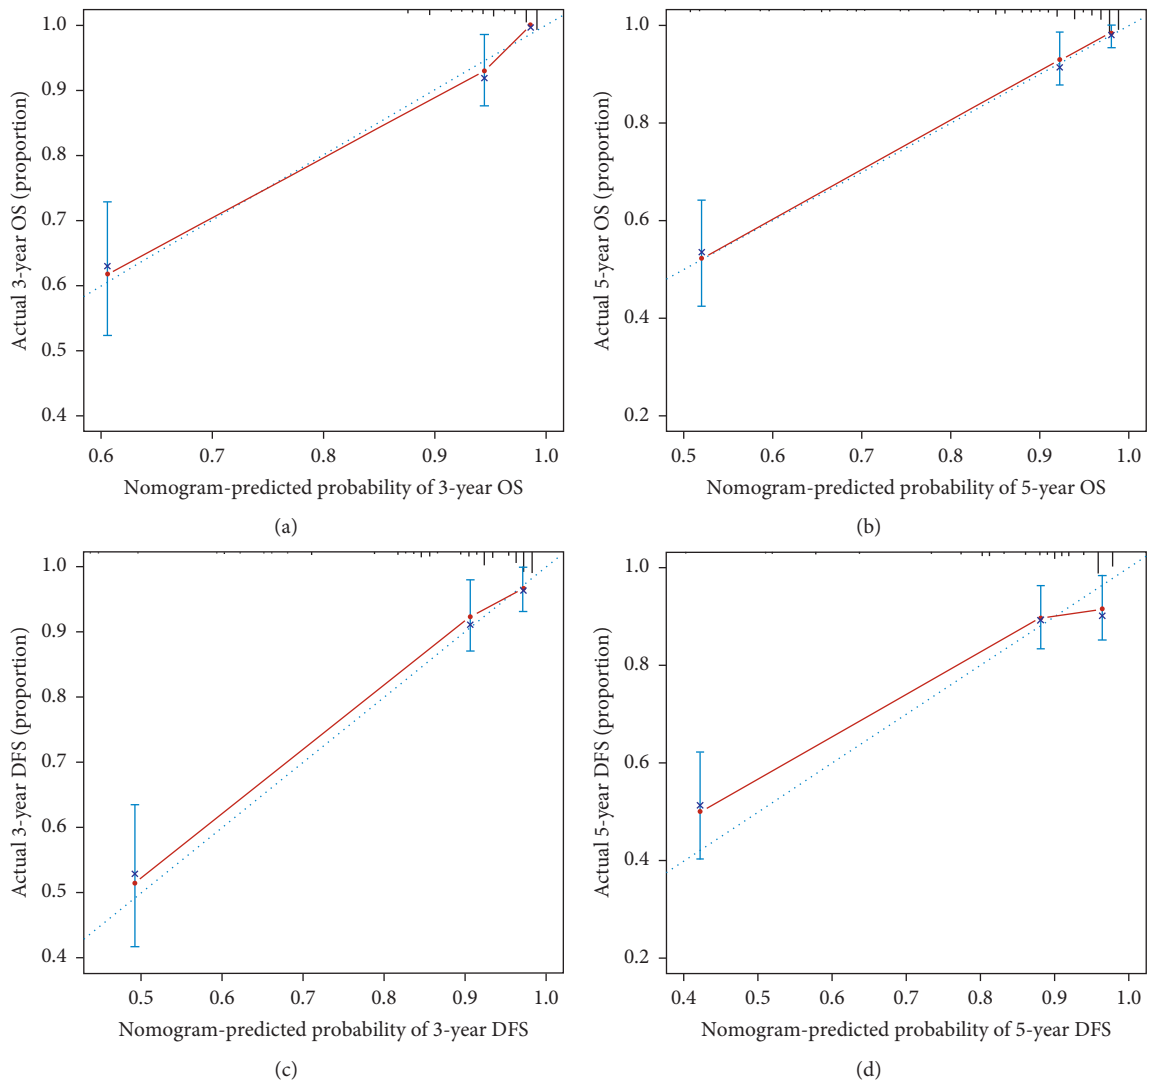 1.0
0.9
0.8
0.7
0.6
0.5
0.4
Actual 3-year OS (proportion)
0.6 0.7 0.8 0.9 1.0
Nomogram-predicted probability of 3-year OS
(a)
1.0
0.8
0.6
0.4
0.2
Actual 5-year OS (proportion)
0.5 0.6 0.7 0.8 0.9 1.0
Nomogram-predicted probability of 5-year OS
(b)
1.0
0.9
0.8
0.7
0.6
0.5
0.4
Actual 3-year DFS (proportion)
0.5 0.6 0.7 0.8 0.9 1.0
Nomogram-predicted probability of 3-year DFS
(c)
1.0
0.8
0.6
0.4
0.2
Actual 5-year DFS (proportion)
0.4 0.5 0.6 0.7 0.8 0.9 1.0
Nomogram-predicted probability of 5-year DFS
(d)